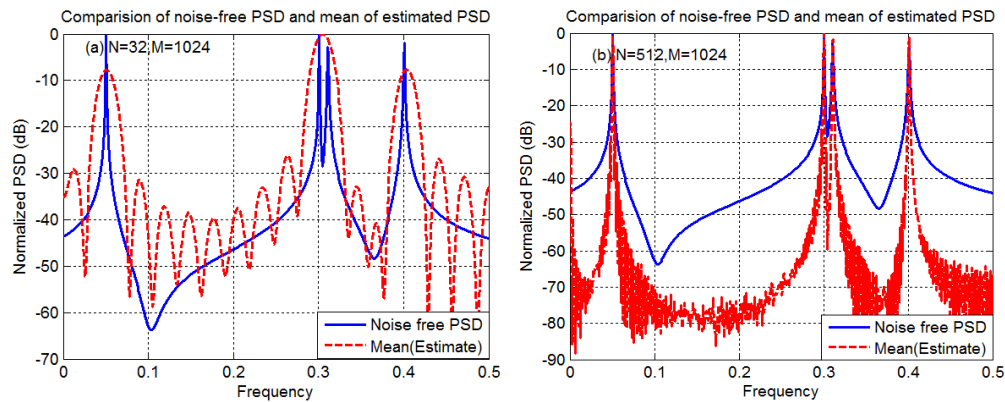 Comparision of noise-free PSD and mean of estimated PSD
(a) N=32,M=1024
Normalized PSD (dB)
0
-10
-20
-30
-40
-50
-60
-70
0
0.1
0.2
0.3
0.4
0.5
Frequency
Noise free PSD
Mean(Estimate)
Comparision of noise-free PSD and mean of estimated PSD
(b) N=512,M=1024
Normalized PSD (dB)
0
-10
-20
-30
-40
-50
-60
-70
-80
-90
0
0.1
0.2
0.3
0.4
0.5
Frequency
Noise free PSD
Mean(Estimate)